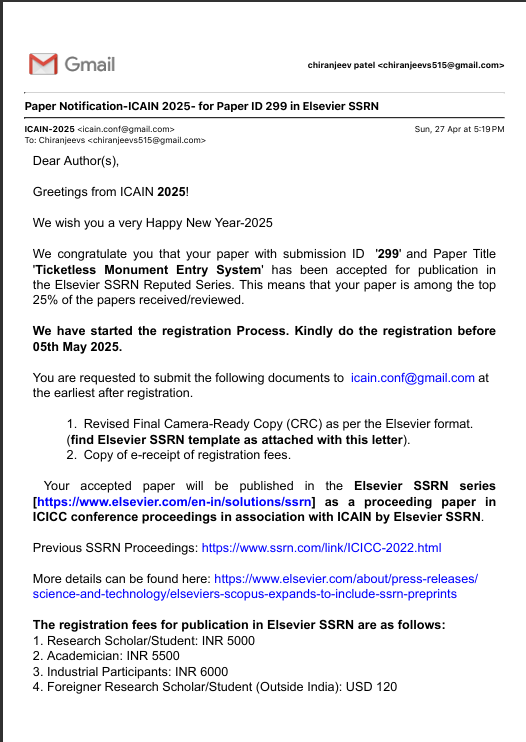 Gmail
chiranjeev patel <chiranjeevs515@gmail.com>
Paper Notification-ICAIN 2025- for Paper ID 299 in Elsevier SSRN
ICAIN-2025 <icain.conf@gmail.com>
Sun, 27 Apr at 5:19 PM
To: Chiranjeevs <chiranjeevs515@gmail.com>
Dear Author(s),
Greetings from ICAIN 2025!
We wish you a very Happy New Year-2025
We congratulate you that your paper with submission ID '299' and Paper Title
'Ticketless Monument Entry System' has been accepted for publication in
the Elsevier SSRN Reputed Series. This means that your paper is among the top
25% of the papers received/reviewed.
We have started the registration Process. Kindly do the registration before
05th May 2025.
You are requested to submit the following documents to icain.conf@gmail.com at
the earliest after registration.
1. Revised Final Camera-Ready Copy (CRC) as per the Elsevier format.
(find Elsevier SSRN template as attached with this letter).
2. Copy of e-receipt of registration fees.
Your accepted paper will be published in the Elsevier SSRN series
[https://www.elsevier.com/en-in/solutions/ssrn] as a proceeding paper in
ICICC conference proceedings in association with ICAIN by Elsevier SSRN.
Previous SSRN Proceedings: https://www.ssrn.com/link/ICICC-2022.html
More details can be found here: https://www.elsevier.com/about/press-releases/
science-and-technology/elseviers-scopus-expands-to-include-ssrn-preprints
The registration fees for publication in Elsevier SSRN are as follows:
1. Research Scholar/Student: INR 5000
2. Academician: INR 5500
3. Industrial Participants: INR 6000
4. Foreigner Research Scholar/Student (Outside India): USD 120